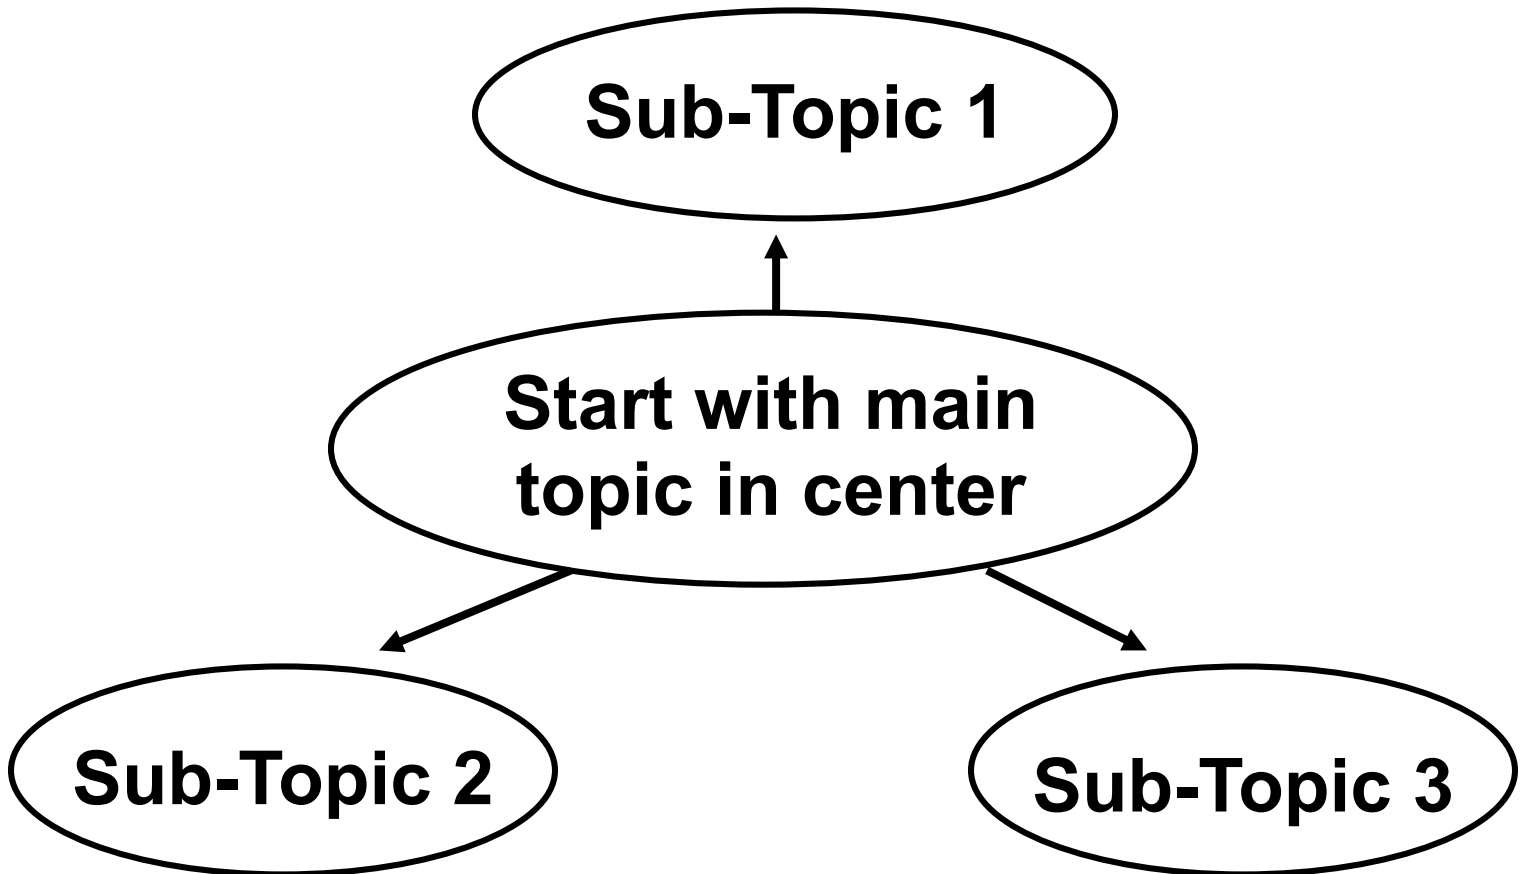 Sub-Topic 1
Start with main
topic in center
Sub-Topic 2
Sub-Topic 3